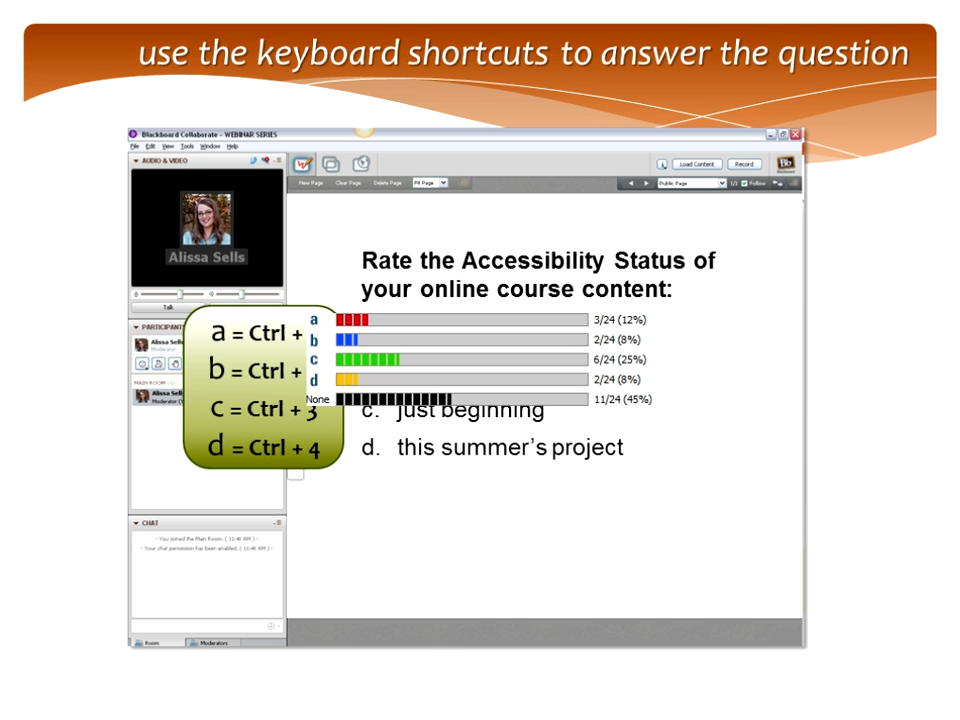 use the keyboard shortcuts to answer the question
Blackboard Collaborate - WEBINAR SERIES
File Edit View Tools Window Help
AUDIO & VIDEO
Load Content Record
Bb
New Page Clear Page Delete Page Fit Page Public Page 1/1 Follow
Alissa Sells
Talk
Rate the Accessibility Status of
your online course content:
a = Ctrl +
b = Ctrl +
c = Ctrl + 3
d = Ctrl + 4
a 3/24 (12%)
b 2/24 (8%)
c 6/24 (25%)
d 2/24 (8%)
None 11/24 (45%)
c. just beginning
d. this summer's project
PARTICIPANT
Alissa Sells
Moderator
MAIN ROOM
Alissa Sell
Moderator
CHAT
- You joined the Main Room. ( 11:48 AM ) -
- Your chat permission has been enabled. ( 11:48 AM ) -
Room Moderators